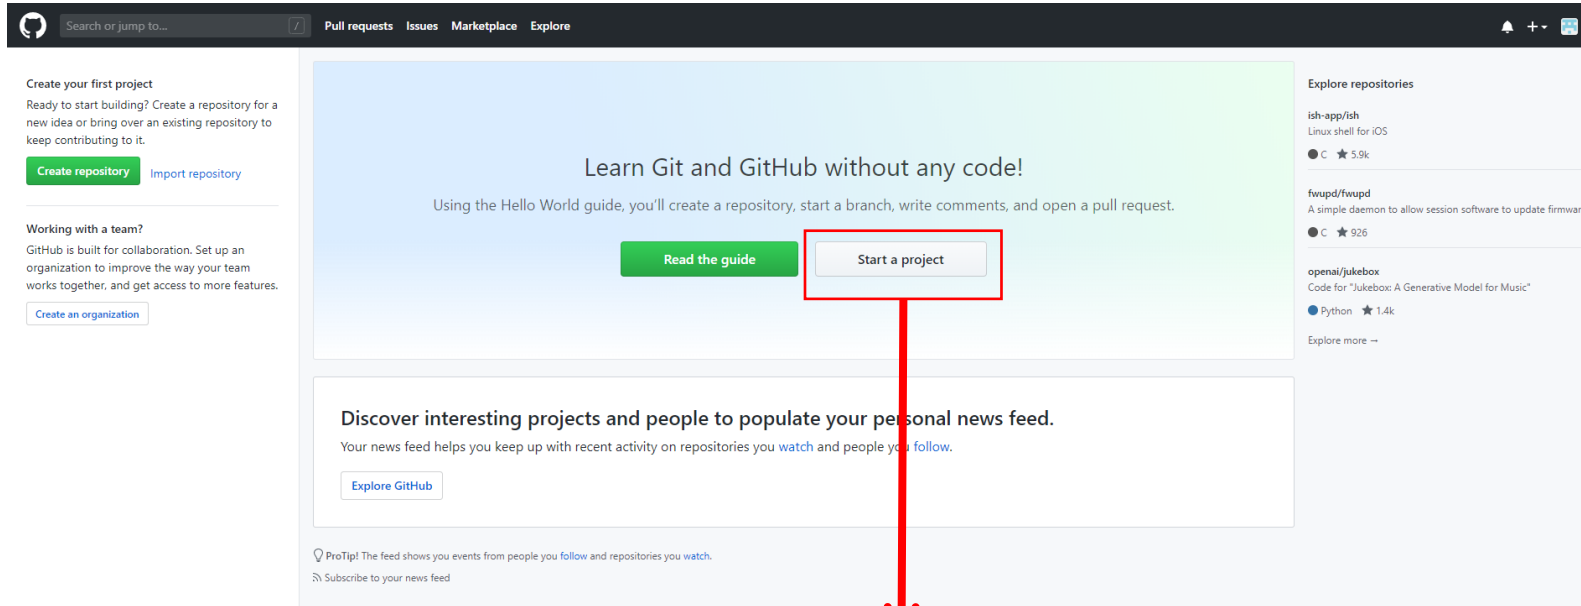 Search or jump to...
/
Pull requests Issues Marketplace Explore
Create your first project
Ready to start building? Create a repository for a
new idea or bring over an existing repository to
keep contributing to it.
Create repository
Import repository
Working with a team?
GitHub is built for collaboration. Set up an
organization to improve the way your team
works together, and get access to more features.
Create an organization
Learn Git and GitHub without any code!
Using the Hello World guide, you’ll create a repository, start a branch, write comments, and open a pull request.
Read the guide
Start a project
Discover interesting projects and people to populate your personal news feed.
Your news feed helps you keep up with recent activity on repositories you watch and people you follow.
Explore GitHub
ProTip! The feed shows you events from people you follow and repositories you watch.
Subscribe to your news feed
Explore repositories
ish-app/ish
Linux shell for iOS
C ★ 5.9k
fwupd/fwupd
A simple daemon to allow session software to update firmwar
C ★ 926
openai/jukebox
Code for "Jukebox: A Generative Model for Music"
Python ★ 1.4k
Explore more →